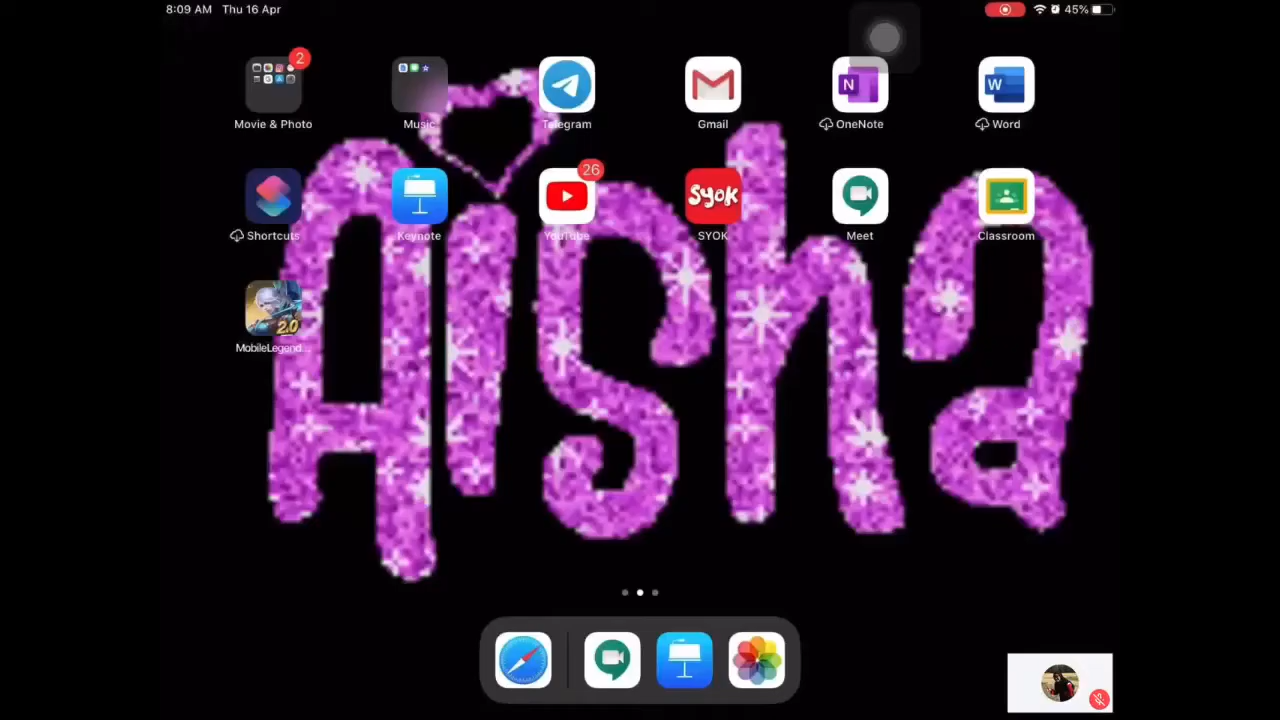 8:09 AM Thu 16 Apr 45%
2
Movie & Photo Music Telegram Gmail OneNote Word
N W
26
SYOK
Shortcuts Keynote YouTube SYOK Meet Classroom
2.0
MobileLegend...
Aisha